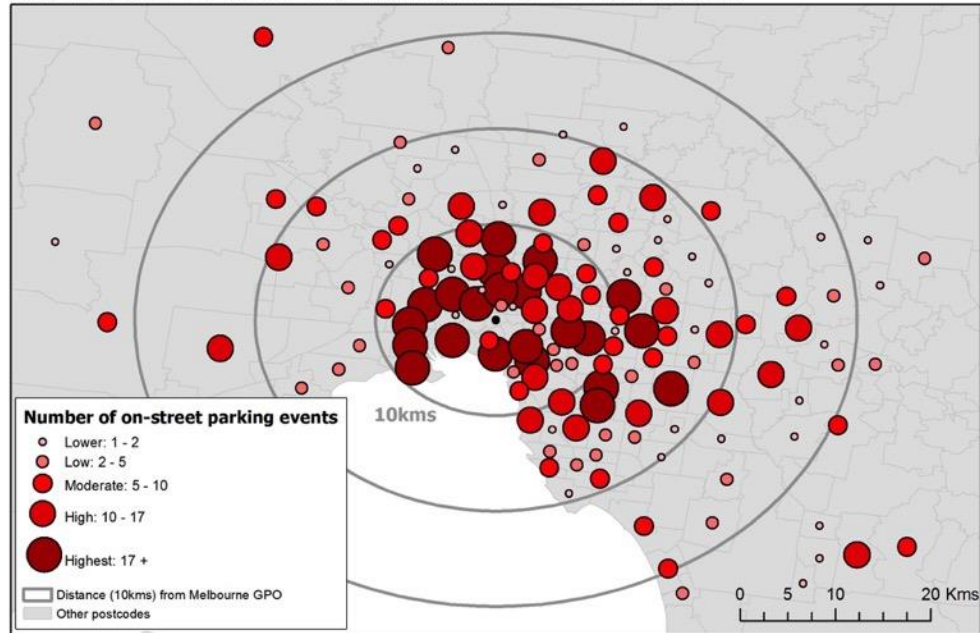 10kms
Number of on-street parking events
Lower: 1 - 2
Low: 2 - 5
Moderate: 5 - 10
High: 10 - 17
Highest: 17 +
Distance (10kms) from Melbourne GPO
Other postcodes
0 5 10 20 Kms